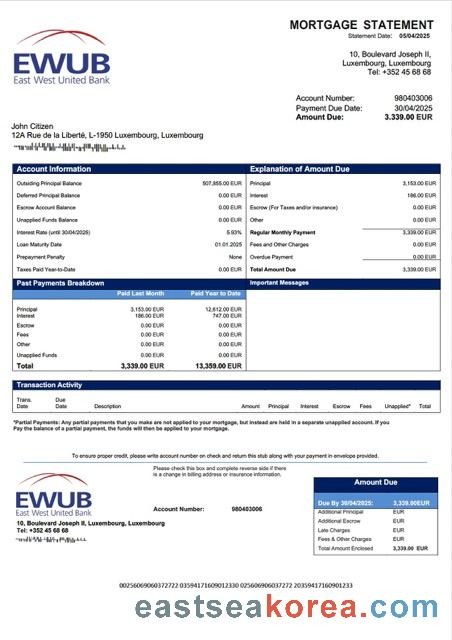 MORTGAGE STATEMENT
Statement Date: 05/04/2025
EWUB
East West United Bank
10, Boulevard Joseph II,
Luxembourg, Luxembourg
Tel: +352 45 68 68
Account Number: 980403006
Payment Due Date: 30/04/2025
Amount Due: 3.339.00 EUR
John Citizen
12A Rue de la Liberté, L-1950 Luxembourg, Luxembourg
Account Information
Outsiding Principal Balance 507,855.00 EUR
Deferred Principal Balance 0.00 EUR
Escrow Account Balance 0.00 EUR
Unapplied Funds Balance 0.00 EUR
Interest Rate (until 30/04/2025) 5.93%
Loan Maturity Date 01.01.2025
Prepayment Penalty None
Taxes Paid Year-to-Date 0.00 EUR
Explanation of Amount Due
Principal 3,153.00 EUR
Interest 186.00 EUR
Escrow (For Taxes and/or insurance) 0.00 EUR
Other 0.00 EUR
Regular Monthly Payment 3,339.00 EUR
Fees and Other Charges 0.00 EUR
Overdue Payment 0.00 EUR
Total Amount Due 3,339.00 EUR
Past Payments Breakdown
Paid Last Month Paid Year to Date
Principal 3,153.00 EUR 12,612.00 EUR
Interest 186.00 EUR 747.00 EUR
Escrow 0.00 EUR 0.00 EUR
Fees 0.00 EUR 0.00 EUR
Other 0.00 EUR 0.00 EUR
Unapplied Funds 0.00 EUR 0.00 EUR
Total 3,339.00 EUR 13,359.00 EUR
Important Messages
Transaction Activity
Trans. Date Due Date Description Amount Principal Interest Escrow Fees Unapplied* Total
*Partial Payments: Any partial payments that you make are not applied to your mortgage, but instead are held in a separate unapplied account. If you
Pay the balance of a partial payment, the funds will then be applied to your mortgage.
To ensure proper credit, please write account number on check and return this stub along with your payment in envelope provided.
Please check this box and complete reverse side if there
is a change in billing address or insurance information.
EWUB
East West United Bank
10, Boulevard Joseph II, Luxembourg, Luxembourg
Tel: +352 45 68 68
Account Number: 980403006
Amount Due
Due By 30/04/2025: 3,339.00EUR
Additional Principal EUR
Additional Escrow EUR
Late Charges EUR
Fees & Other Charges EUR
Total Amount Enclosed 3,339.00 EUR
00256069060372722 03594171609012330 0256069060 37272 20359417160901233
eastseakorea.com